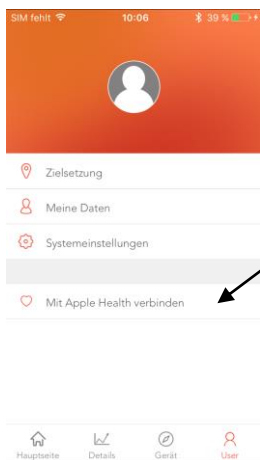 SIM fehlt 10:06 39 %
Zielsetzung
Meine Daten
Systemeinstellungen
Mit Apple Health verbinden
Hauptseite Details Gerät User